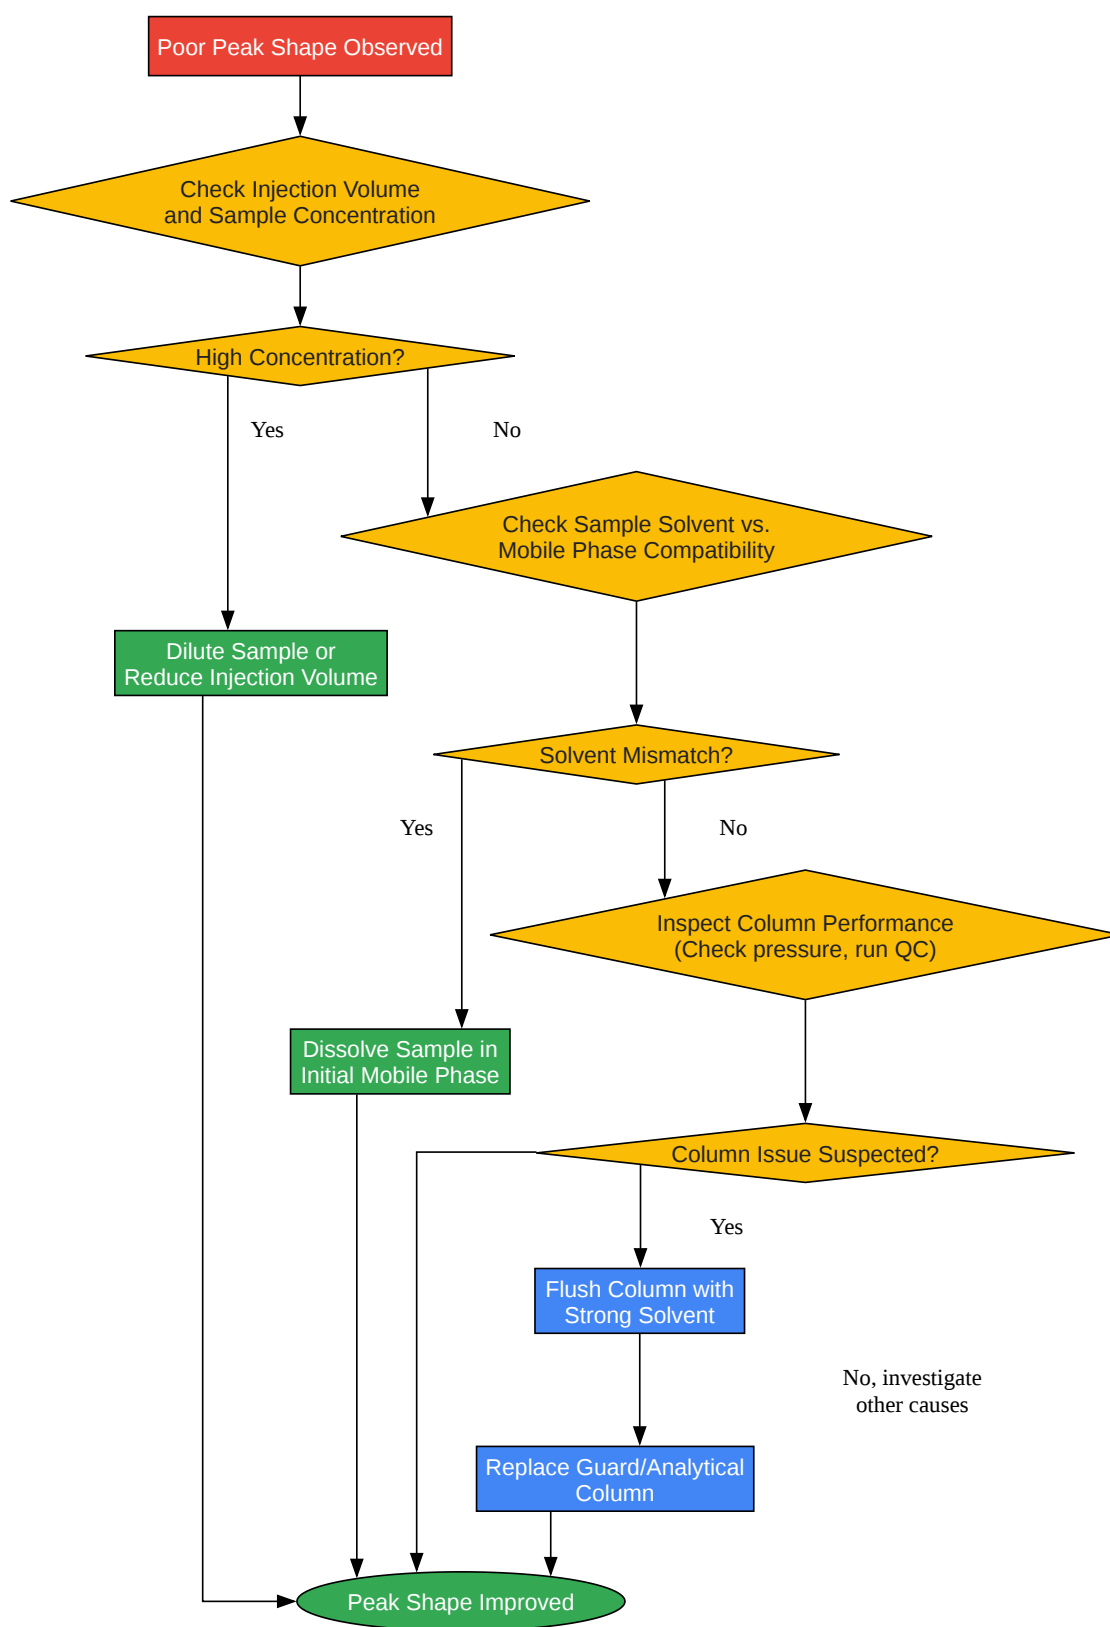 Poor Peak Shape Observed
Check Injection Volume
and Sample Concentration
High Concentration?
Yes
No
Check Sample Solvent vs.
Mobile Phase Compatibility
Dilute Sample or
Reduce Injection Volume
Solvent Mismatch?
Yes
No
Inspect Column Performance
(Check pressure, run QC)
Dissolve Sample in
Initial Mobile Phase
Column Issue Suspected?
Yes
Flush Column with
Strong Solvent
No, investigate
other causes
Replace Guard/Analytical
Column
Peak Shape Improved